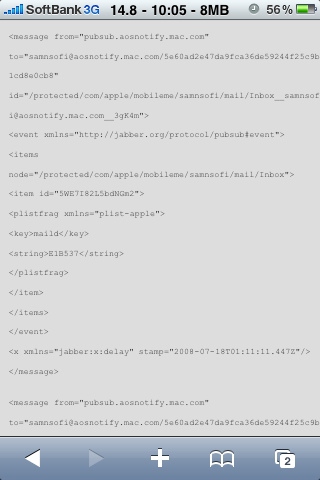 SoftBank 3G 14.8 - 10:05 - 8MB 56%
<message from="pubsub.aosnotify.mac.com"
to="samnsofi@aosnotify.mac.com/5e60ad2e47da9fca36de59244f25c9b
1cd8e0cb8"
id="/protected/com/apple/mobileme/samnsofi/mail/Inbox__samnsof
i@aosnotify.mac.com__3gK4m">
<event xmlns="http://jabber.org/protocol/pubsub#event">
<items
node="/protected/com/apple/mobileme/samnsofi/mail/Inbox">
<item id="5WE7I82L5bdNGm2">
<plistfrag xmlns="plist-apple">
<key>maild</key>
<string>E1B537</string>
</plistfrag>
</item>
</items>
</event>
<x xmlns="jabber:x:delay" stamp="2008-07-18T01:11:11.447Z"/>
</message>
<message from="pubsub.aosnotify.mac.com"
to="samnsofi@aosnotify.mac.com/5e60ad2e47da9fca36de59244f25c9b
2